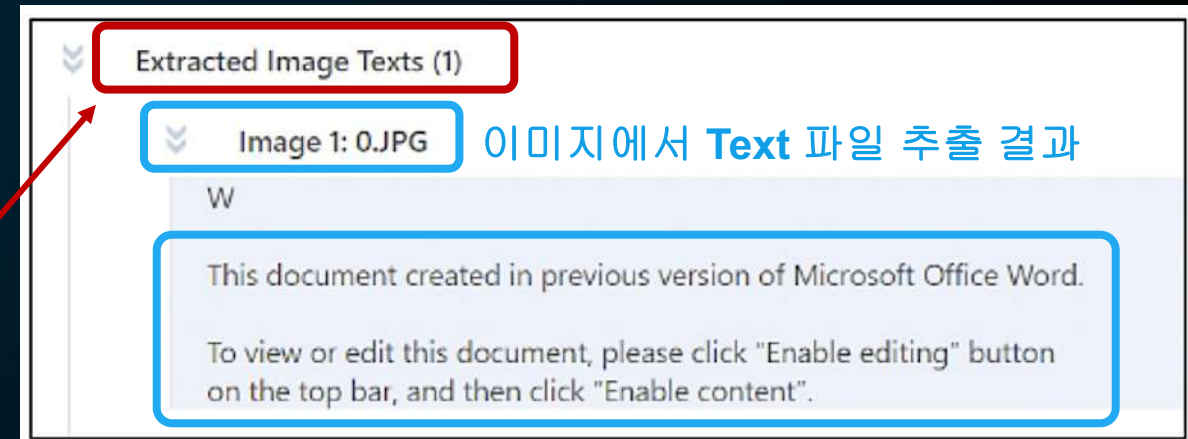 Extracted Image Texts (1)
Image 1: 0.JPG
이미지에서 Text 파일 추출 결과
W
This document created in previous version of Microsoft Office Word.
To view or edit this document, please click "Enable editing" button
on the top bar, and then click "Enable content".